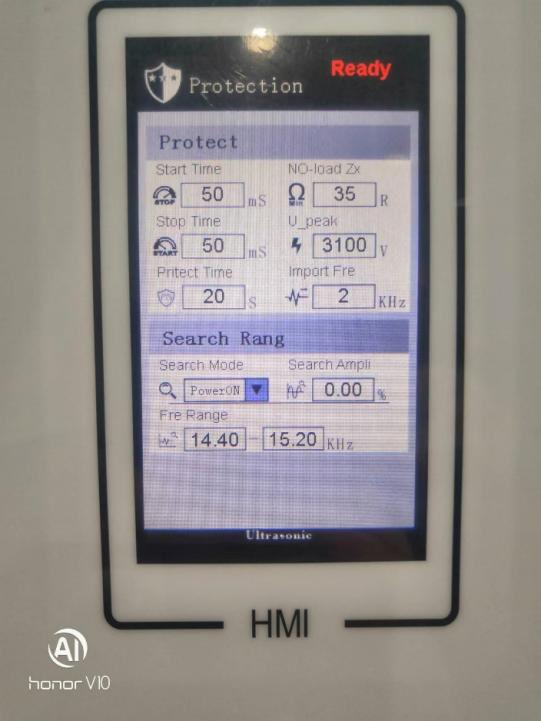 Protection
Ready
Protect
Start Time
NO-load Zx
STOP
50 mS
Min
35 R
Stop Time
U_peak
START
50 mS
3100 V
Pritect Time
Import Fre
20 S
2 KHz
Search Rang
Search Mode
Search Ampli
PowerON
0.00 %
Fre Range
14.40 - 15.20 KHz
Ultrasonic
HMI
AI
honor V10